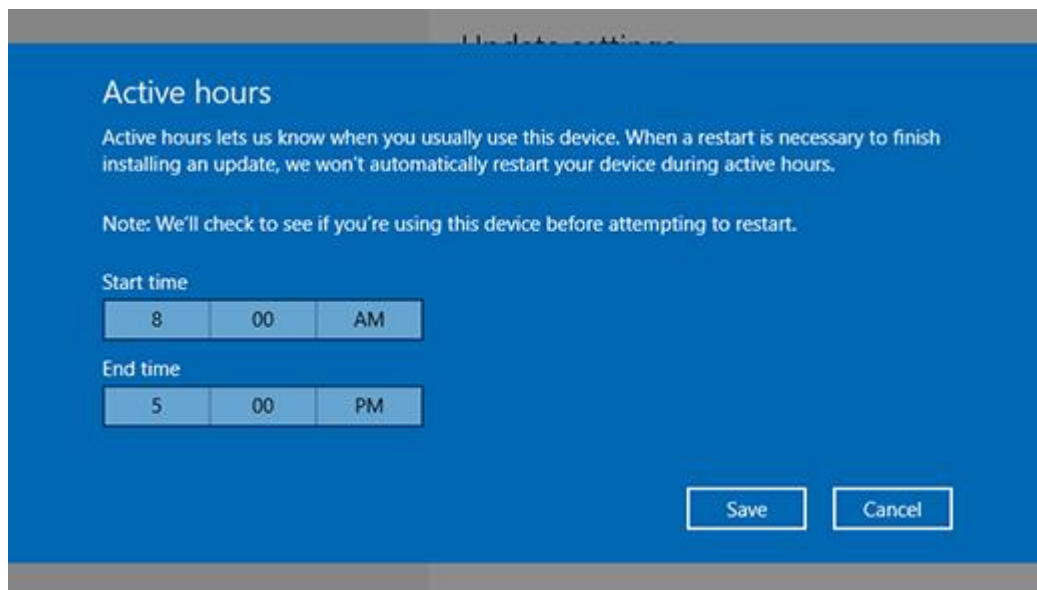 Update settings
Active hours
Active hours lets us know when you usually use this device. When a restart is necessary to finish
installing an update, we won't automatically restart your device during active hours.
Note: We'll check to see if you're using this device before attempting to restart.
Start time
8 00 AM
End time
5 00 PM
Save Cancel